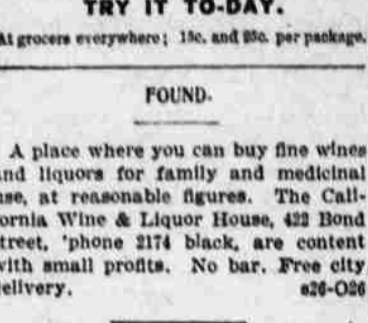 TRY IT TO-DAY.
At grocers everywhere; 15c. and 25c. per package.
FOUND.
A place where you can buy fine wines
and liquors for family and medicinal
use, at reasonable figures. The Cali-
fornia Wine & Liquor House, 422 Bond
street, 'phone 2174 black, are content
with small profits. No bar. Free city
delivery. s26-O26